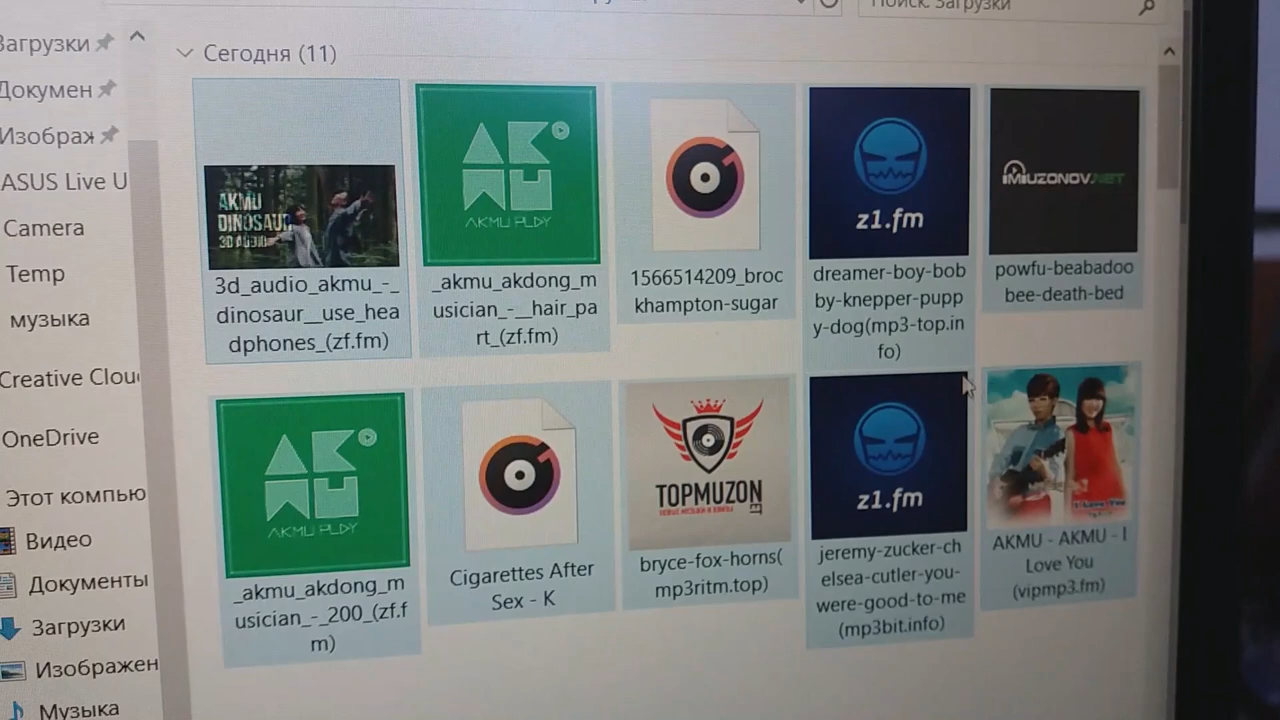 Поиск: Загрузки
Загрузки
Сегодня (11)
Докумен
Изображ
ASUS Live U
Camera
Temp
музыка
Creative Clou
OneDrive
Этот компью
Видео
Документы
Загрузки
Изображен
Музыка
AKMU
DINOSAUR
3D AUDIO
3d_audio_akmu_-_
dinosaur__use_hea
dphones_(zf.fm)
AKMU PLAY
_akmu_akdong_m
usician_-__hair_pa
rt_(zf.fm)
1566514209_broc
khampton-sugar
z1.fm
dreamer-boy-bob
by-knepper-pupp
y-dog(mp3-top.in
fo)
MUZONOV.NET
powfu-beabadoo
bee-death-bed
AKMU PLAY
_akmu_akdong_m
usician_-_200_(zf.f
m)
Cigarettes After
Sex - K
TOPMUZON
.NET
bryce-fox-horns(
mp3ritm.top)
z1.fm
jeremy-zucker-ch
elsea-cutler-you-
were-good-to-me
(mp3bit.info)
I Love You
AKMU - AKMU - I
Love You
(vipmp3.fm)